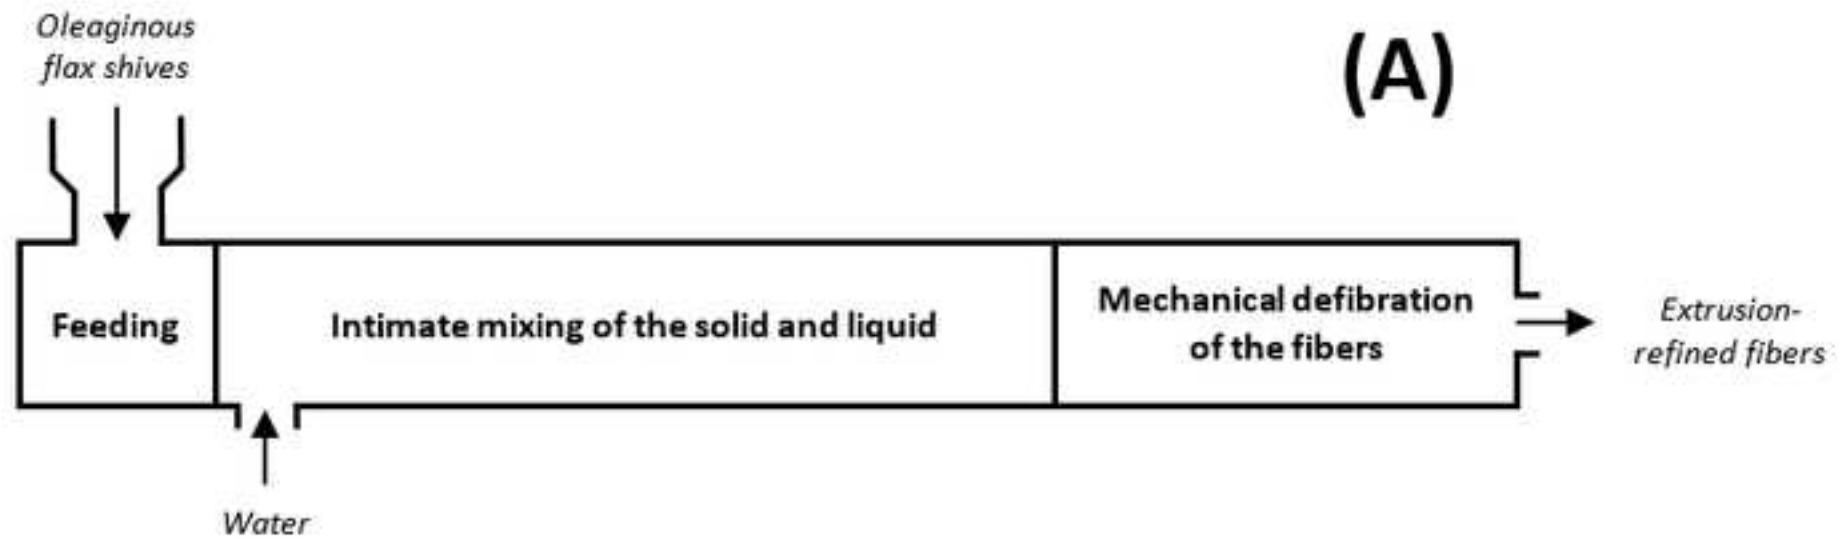 Oleaginous
flax shives
(A)
Feeding
Intimate mixing of the solid and liquid
Mechanical defibration
of the fibers
Extrusion-
refined fibers
Water